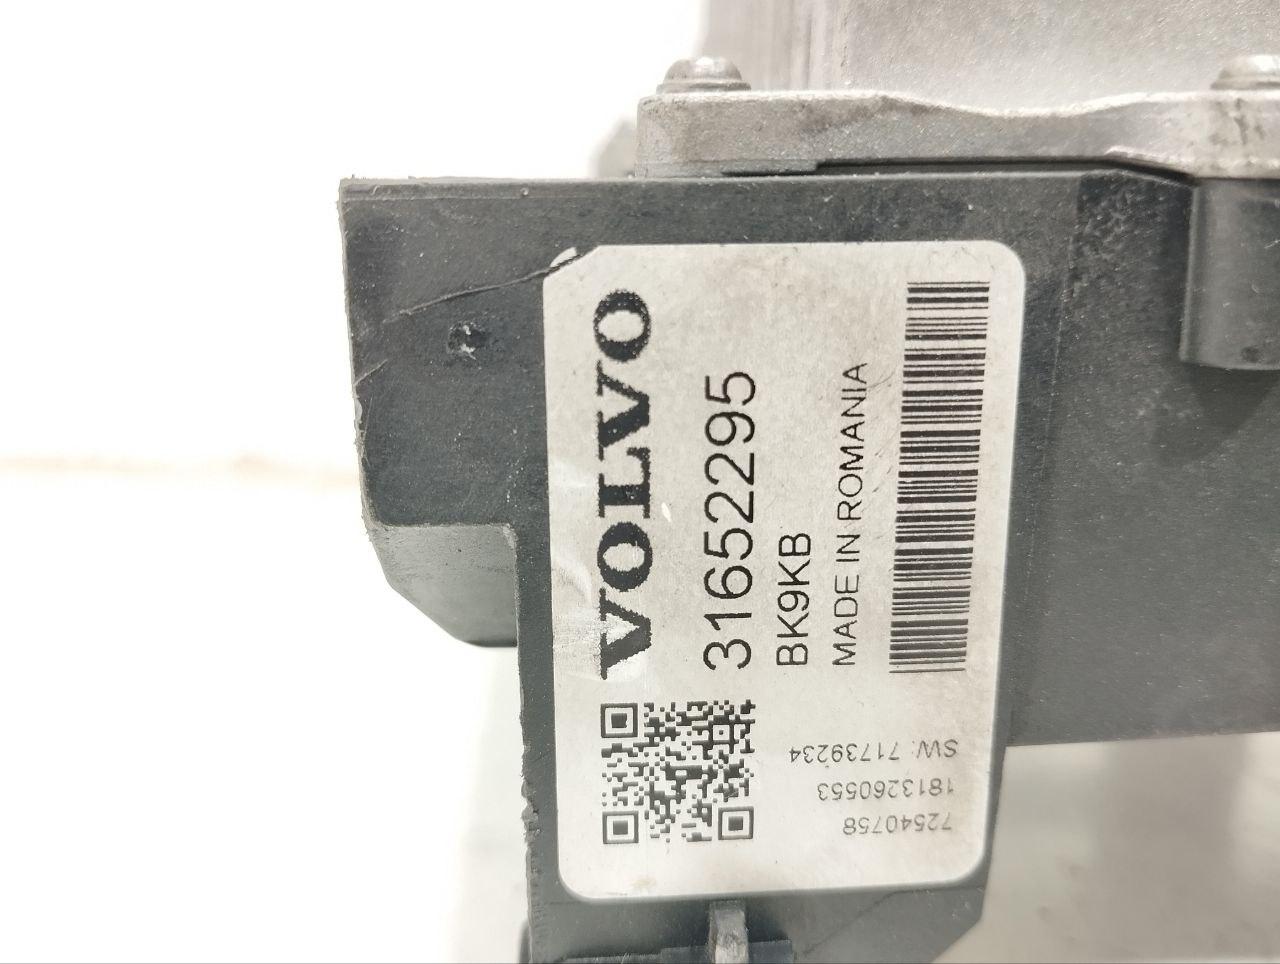 VOLVO
31652295
BK9KB
MADE IN ROMANIA
72540758
1813260553
SW: 71739234